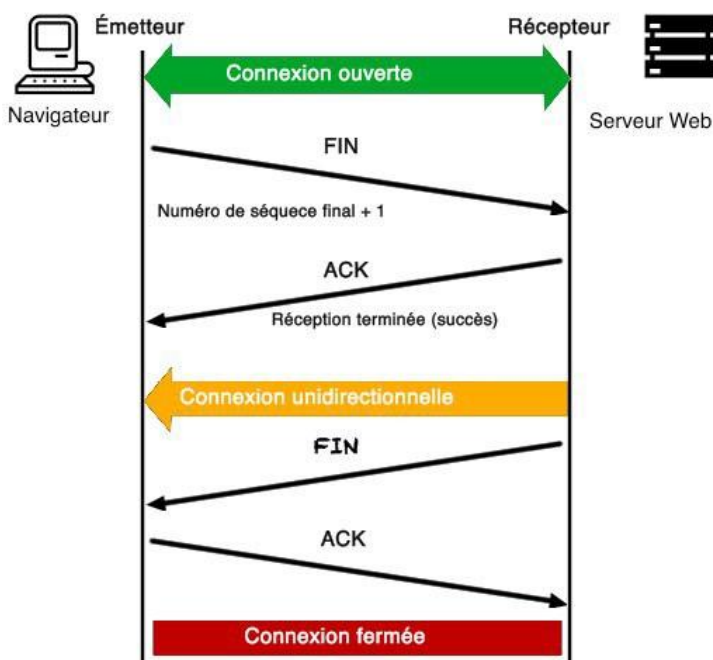 Émetteur
Récepteur
Connexion ouverte
Navigateur
Serveur Web
FIN
Numéro de séquece final + 1
ACK
Réception terminée (succès)
Connexion unidirectionnelle
FIN
ACK
Connexion fermée